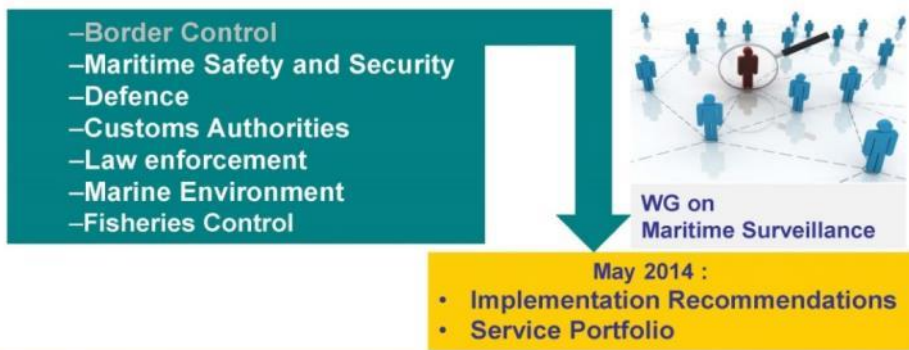 –Border Control
–Maritime Safety and Security
–Defence
–Customs Authorities
–Law enforcement
–Marine Environment
–Fisheries Control
WG on
Maritime Surveillance
May 2014 :
• Implementation Recommendations
• Service Portfolio